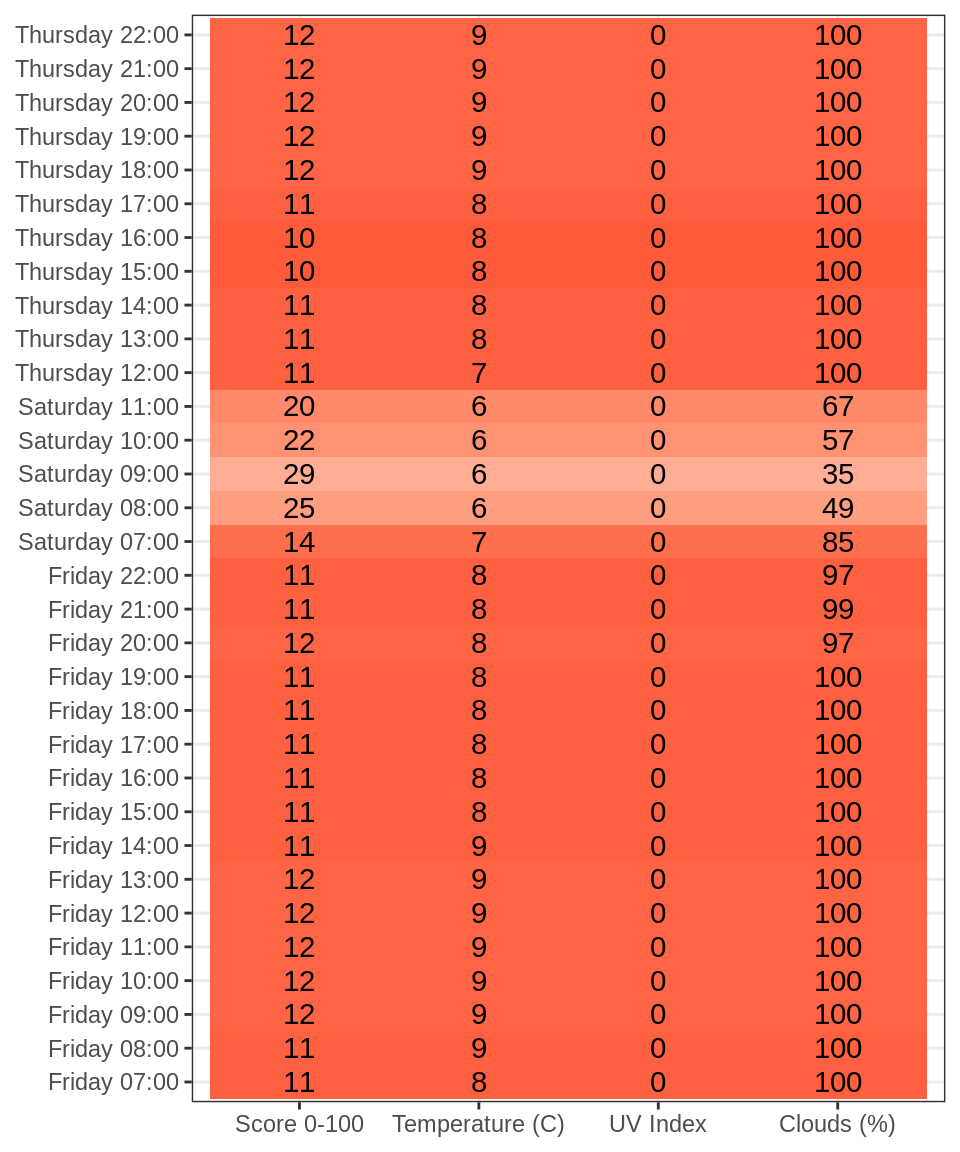 Thursday 22:00 12 9 0 100
Thursday 21:00 12 9 0 100
Thursday 20:00 12 9 0 100
Thursday 19:00 12 9 0 100
Thursday 18:00 12 9 0 100
Thursday 17:00 11 8 0 100
Thursday 16:00 10 8 0 100
Thursday 15:00 10 8 0 100
Thursday 14:00 11 8 0 100
Thursday 13:00 11 8 0 100
Thursday 12:00 11 7 0 100
Saturday 11:00 20 6 0 67
Saturday 10:00 22 6 0 57
Saturday 09:00 29 6 0 35
Saturday 08:00 25 6 0 49
Saturday 07:00 14 7 0 85
Friday 22:00 11 8 0 97
Friday 21:00 11 8 0 99
Friday 20:00 12 8 0 97
Friday 19:00 11 8 0 100
Friday 18:00 11 8 0 100
Friday 17:00 11 8 0 100
Friday 16:00 11 8 0 100
Friday 15:00 11 8 0 100
Friday 14:00 11 9 0 100
Friday 13:00 12 9 0 100
Friday 12:00 12 9 0 100
Friday 11:00 12 9 0 100
Friday 10:00 12 9 0 100
Friday 09:00 12 9 0 100
Friday 08:00 11 9 0 100
Friday 07:00 11 8 0 100
Score 0-100 Temperature (C) UV Index Clouds (%)